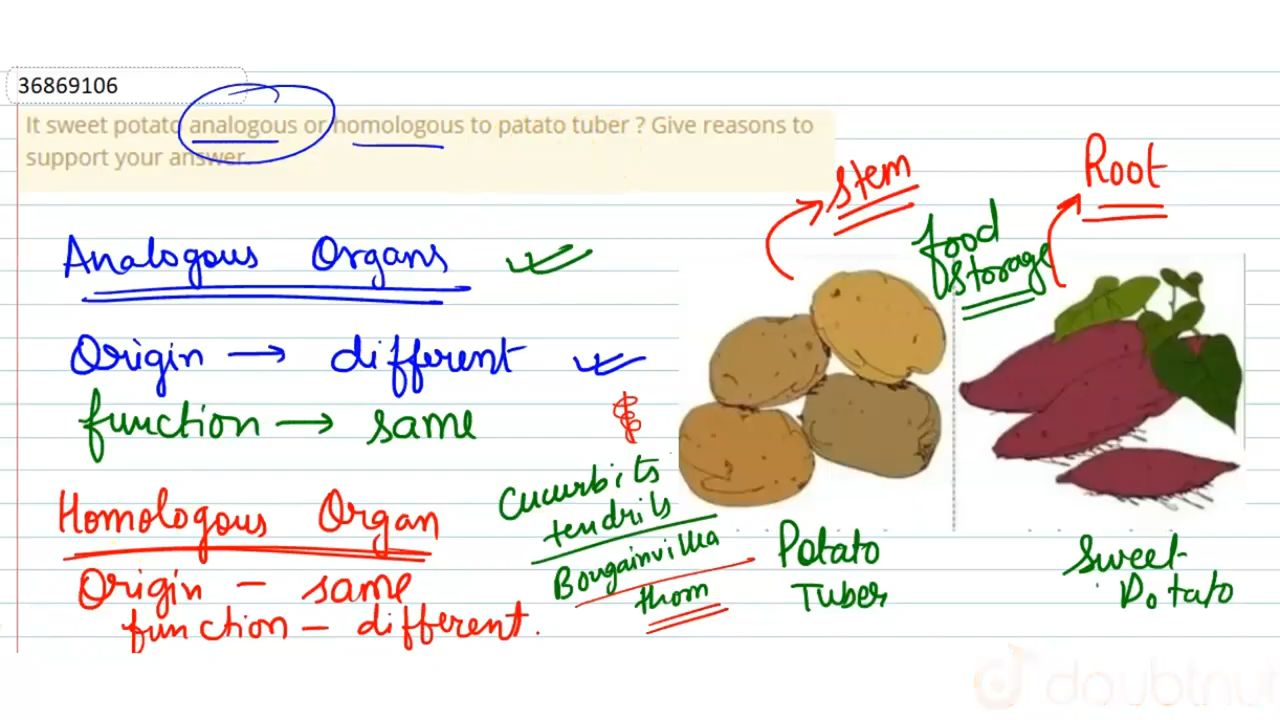 36869106
It sweet potato analogous or homologous to patato tuber ? Give reasons to
support your answer.
Stem
Root
food
storage
Analogous Organs
Origin → different
function → same
Homologous Organ
Origin - same
function - different.
Cucurbits
tendrils
Bougainvillea
thorn
Potato
Tuber
Sweet
Potato
doubtnut